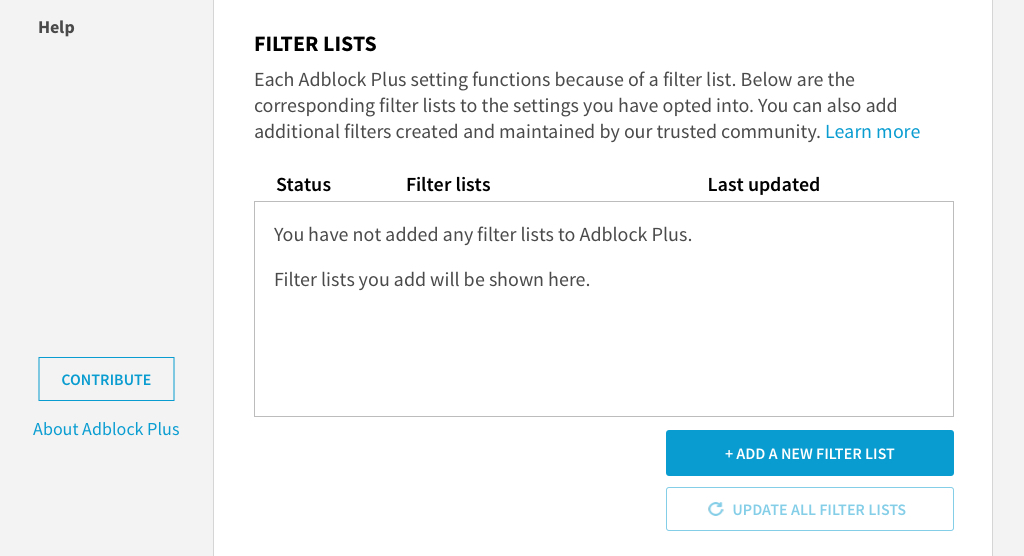 Help
FILTER LISTS
Each Adblock Plus setting functions because of a filter list. Below are the
corresponding filter lists to the settings you have opted into. You can also add
additional filters created and maintained by our trusted community. Learn more
Status Filter lists Last updated
You have not added any filter lists to Adblock Plus.
Filter lists you add will be shown here.
CONTRIBUTE
About Adblock Plus
+ ADD A NEW FILTER LIST
UPDATE ALL FILTER LISTS